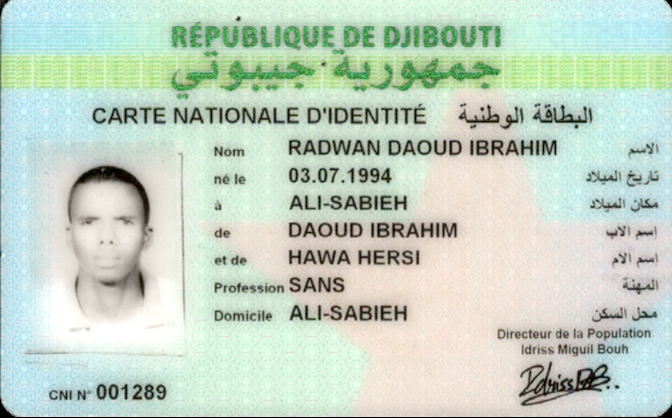 RÉPUBLIQUE DE DJIBOUTI
جمهورية جيبوتي
CARTE NATIONALE D'IDENTITÉ البطاقة الوطنية
Nom RADWAN DAOUD IBRAHIM الاسم
né le 03.07.1994 تاريخ الميلاد
à ALI-SABIEH مكان الميلاد
de DAOUD IBRAHIM اسم الاب
et de HAWA HERSI اسم الام
Profession SANS المهنة
Domicile ALI-SABIEH محل السكن
Directeur de la Population
Idriss Miguil Bouh
CNI N° 001289